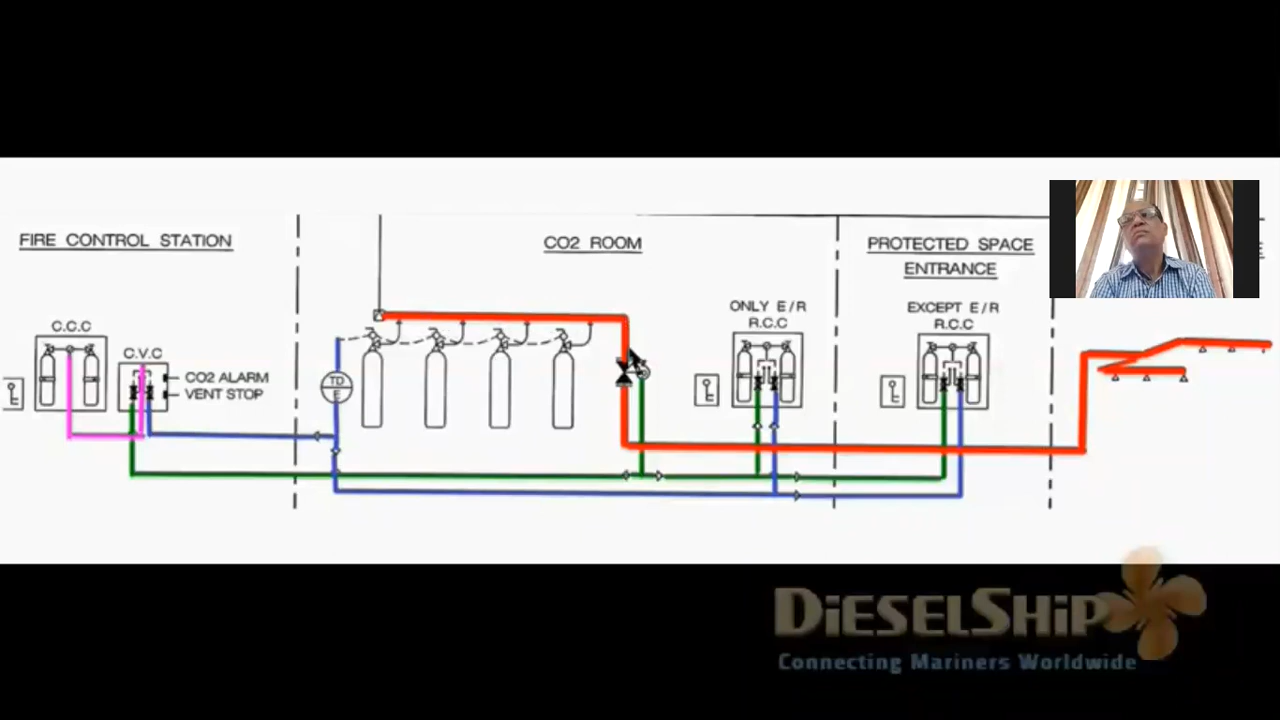 FIRE CONTROL STATION
CO2 ROOM
PROTECTED SPACE
ENTRANCE
C.C.C
C.V.C
CO2 ALARM
VENT STOP
TD
E
ONLY E/R
R.C.C
EXCEPT E/R
R.C.C
E
DiESELSHiP
Connecting Mariners Worldwide